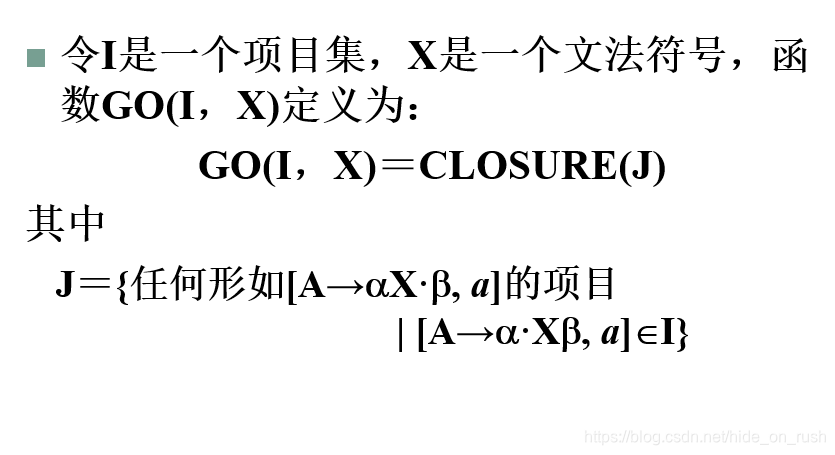 令I是一个项目集，X是一个文法符号，函
数GO(I，X)定义为：
GO(I，X)＝CLOSURE(J)
其中
J＝{任何形如[A→αX·β, a]的项目
| [A→α·Xβ, a]∈I}
https://blog.csdn.net/hide_on_rush